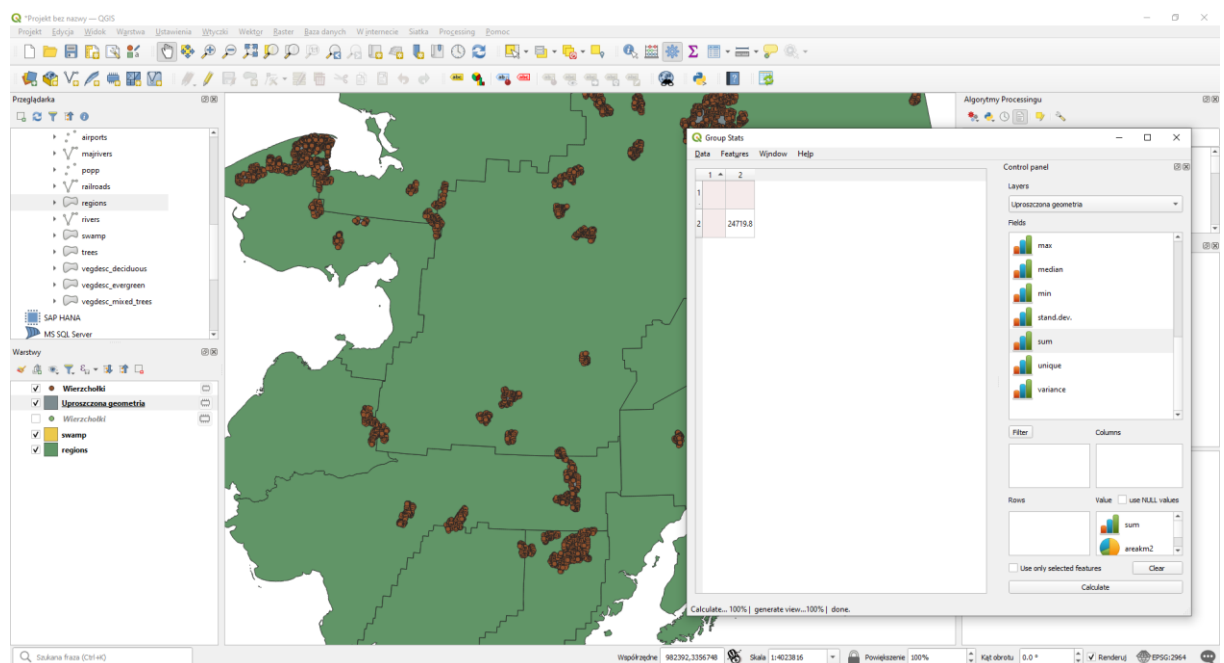 *Projekt bez nazwy — QGIS
Projekt Edycja Widok Warstwa Ustawienia Wtyczki Wektor Raster Baza danych W internecie Siatka Processing Pomoc
Przeglądarka
airports
majrivers
popp
railroads
regions
rivers
swamp
trees
vegdesc_deciduous
vegdesc_evergreen
vegdesc_mixed_trees
SAP HANA
MS SQL Server
Warstwy
Wierzchołki
Uproszczona geometria
Wierzchołki
swamp
regions
Algorytmy Processingu
Group Stats
Data Features Window Help
1 2
1
2 24719.8
Control panel
Layers
Uproszczona geometria
Fields
max
median
min
stand.dev.
sum
unique
variance
Filter
Columns
Rows
Value use NULL values
sum
areakm2
Use only selected features
Clear
Calculate
Calculate... 100% | generate view...100% | done.
Szukana fraza (Ctrl+K)
Współrzędne 982392,3356748 Skala 1:4023816 Powiększenie 100% Kąt obrotu 0.0 ° Renderuj EPSG:2964